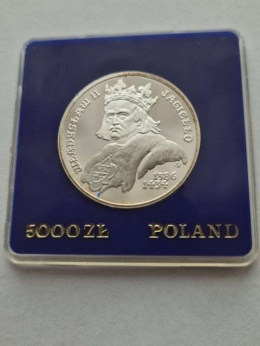 WŁADYSŁAW II JAGIEŁŁO
1386
1434
5000 ZŁ POLAND